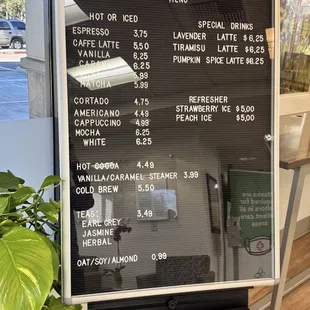 MENU
HOT OR ICED
ESPRESSO 3.75
CAFFE LATTE 5.50
VANILLA
5.99
MATCHA 5.95
CORTADO 4.75
AMERICANO 4.49
CAPPUCCINO 4.99
MOCHA 6.25
WHITE 6.25
HOT COCOA 4.49
VANILLA/CARAMEL STEAMER 3.99
COLD BREW 5.50
TEAS: 3.49
EARL GREY
JASMINE
HERBAL
OAT/SOY/ALMOND 0.99
SPECIAL DRINKS
LAVENDER LATTE $6.25
TIRAMISU LATTE $6.25
PUMPKIN SPICE LATTE $6.25
REFRESHER
STRAWBERRY ICE $5.00
PEACH ICE $5.00